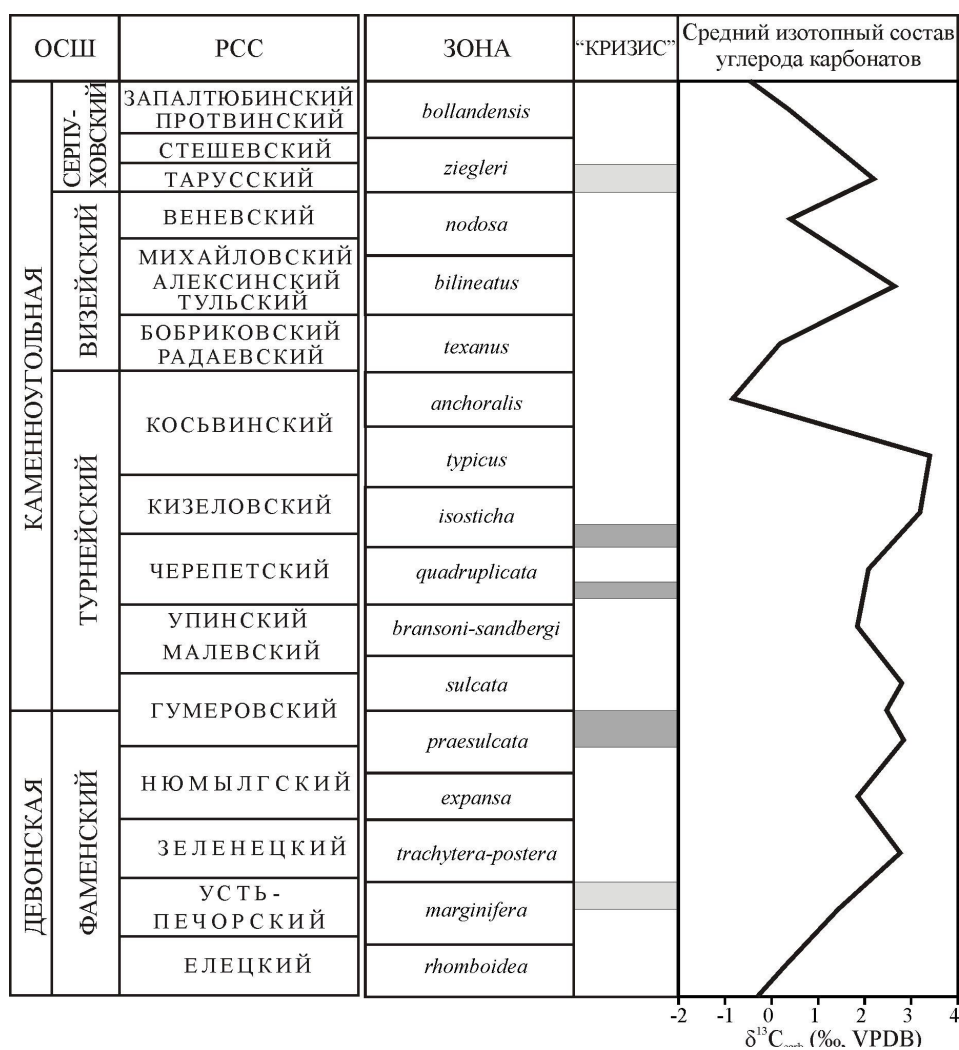 ОСШ
РСС
ЗОНА
“КРИЗИС”
Средний изотопный состав
углерода карбонатов
КАМЕННОУГОЛЬНАЯ
ДЕВОНСКАЯ
СЕРПУ-
ХОВСКИЙ
ВИЗЕЙСКИЙ
ТУРНЕЙСКИЙ
ФАМЕНСКИЙ
ЗАПАЛТЮБИНСКИЙ
ПРОТВИНСКИЙ
СТЕШЕВСКИЙ
ТАРУССКИЙ
ВЕНЕВСКИЙ
МИХАЙЛОВСКИЙ
АЛЕКСИНСКИЙ
ТУЛЬСКИЙ
БОБРИКОВСКИЙ
РАДАЕВСКИЙ
КОСЬВИНСКИЙ
КИЗЕЛОВСКИЙ
ЧЕРЕПЕТСКИЙ
УПИНСКИЙ
МАЛЕВСКИЙ
ГУМЕРОВСКИЙ
НЮМЫЛГСКИЙ
ЗЕЛЕНЕЦКИЙ
УСТЬ-
ПЕЧОРСКИЙ
ЕЛЕЦКИЙ
bollandensis
ziegleri
nodosa
bilineatus
texanus
anchoralis
typicus
isosticha
quadruplicata
bransoni-sandbergi
sulcata
praesulcata
expansa
trachytera-postera
marginifera
rhomboidea
-2 -1 0 1 2 3 4
δ¹³Ccarb (‰, VPDB)